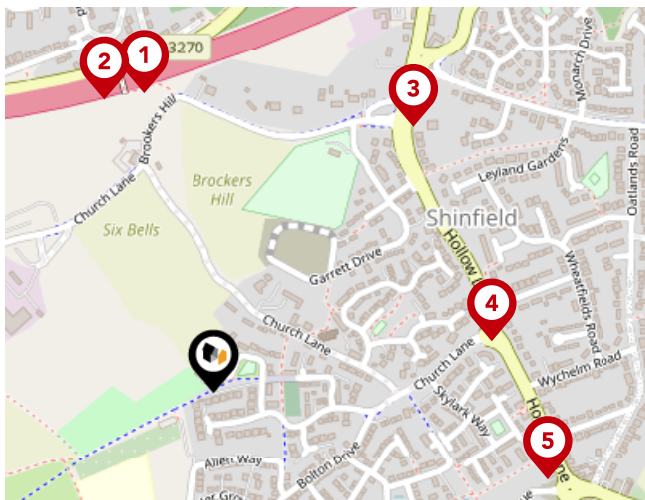 3270
2
1
3
Brookers Hill
Monarch Drive
Leyland Gardens
Oatlands Road
Brockers
Hill
Church Lane
Shinfield
Six Bells
Hollow
Garrett Drive
Wheatfields Road
4
Church Lane
Church Lane
Wychelm Road
Skylark Way
5
Allen Way
Bolton Drive